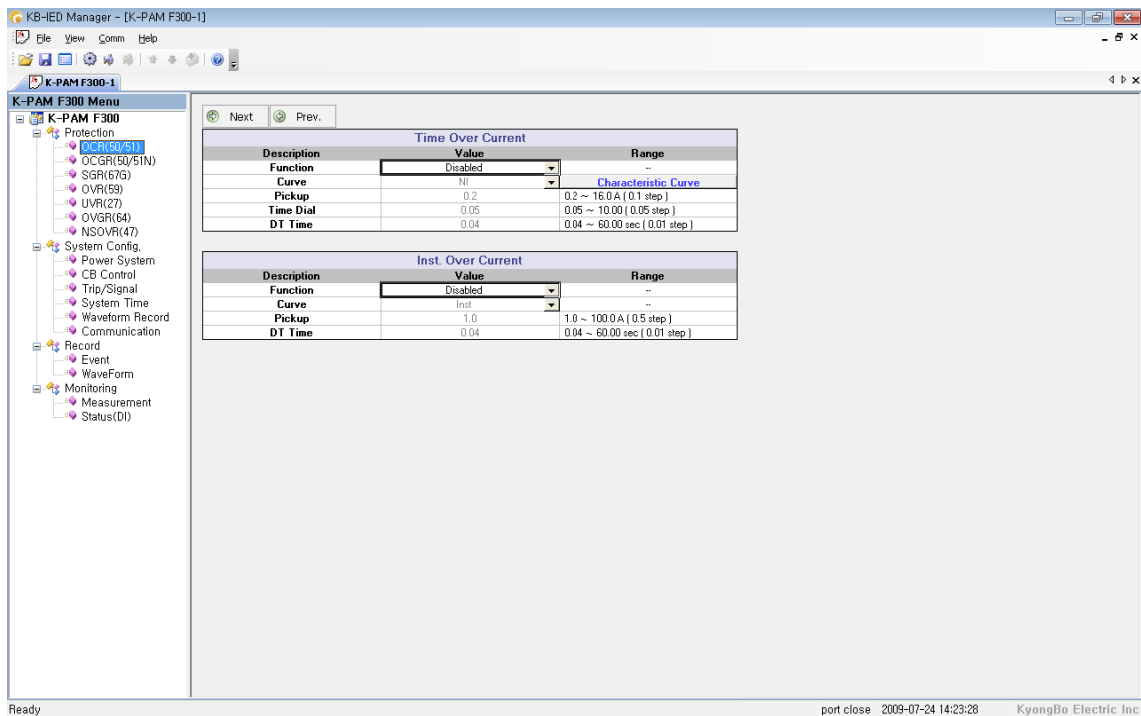 KB-IED Manager - [K-PAM F300-1]
File View Comm Help
K-PAM F300-1
K-PAM F300 Menu
K-PAM F300
Protection
OCR(50/51)
OCGR(50/51N)
SGR(67G)
OVR(59)
UVR(27)
OVGR(64)
NSOVR(47)
System Config.
Power System
CB Control
Trip/Signal
System Time
Waveform Record
Communication
Record
Event
WaveForm
Monitoring
Measurement
Status(DI)
Next Prev.
Time Over Current
Description Value Range
Function Disabled --
Curve NI Characteristic Curve
Pickup 0.2 0.2 ~ 16.0 A ( 0.1 step )
Time Dial 0.05 0.05 ~ 10.00 ( 0.05 step )
DT Time 0.04 0.04 ~ 60.00 sec ( 0.01 step )
Inst. Over Current
Description Value Range
Function Disabled --
Curve Inst --
Pickup 1.0 1.0 ~ 100.0 A ( 0.5 step )
DT Time 0.04 0.04 ~ 60.00 sec ( 0.01 step )
Ready port close 2009-07-24 14:23:28 KyongBo Electric Inc